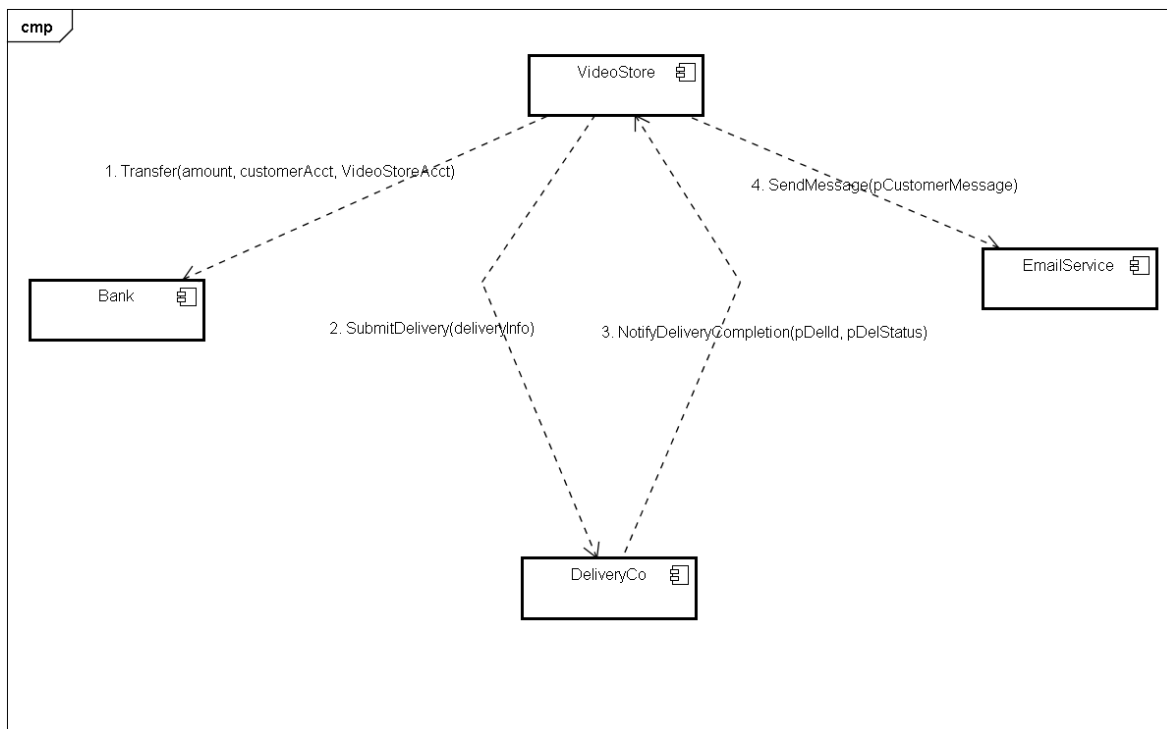 cmp
VideoStore
1. Transfer(amount, customerAcct, VideoStoreAcct)
4. SendMessage(pCustomerMessage)
EmailService
Bank
2. SubmitDelivery(deliveryInfo)
3. NotifyDeliveryCompletion(pDelId, pDelStatus)
DeliveryCo